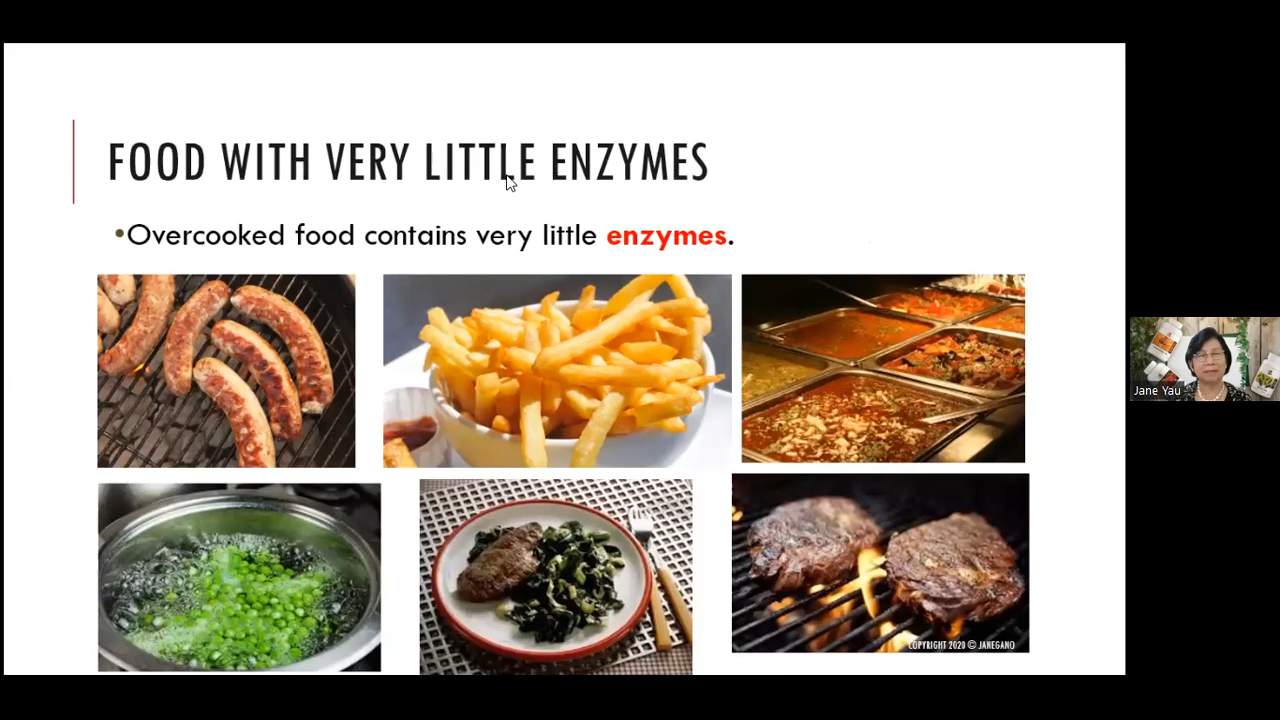 FOOD WITH VERY LITTLE ENZYMES
•Overcooked food contains very little enzymes.
Jane Yau
COPYRIGHT 2020 © JANEGANO